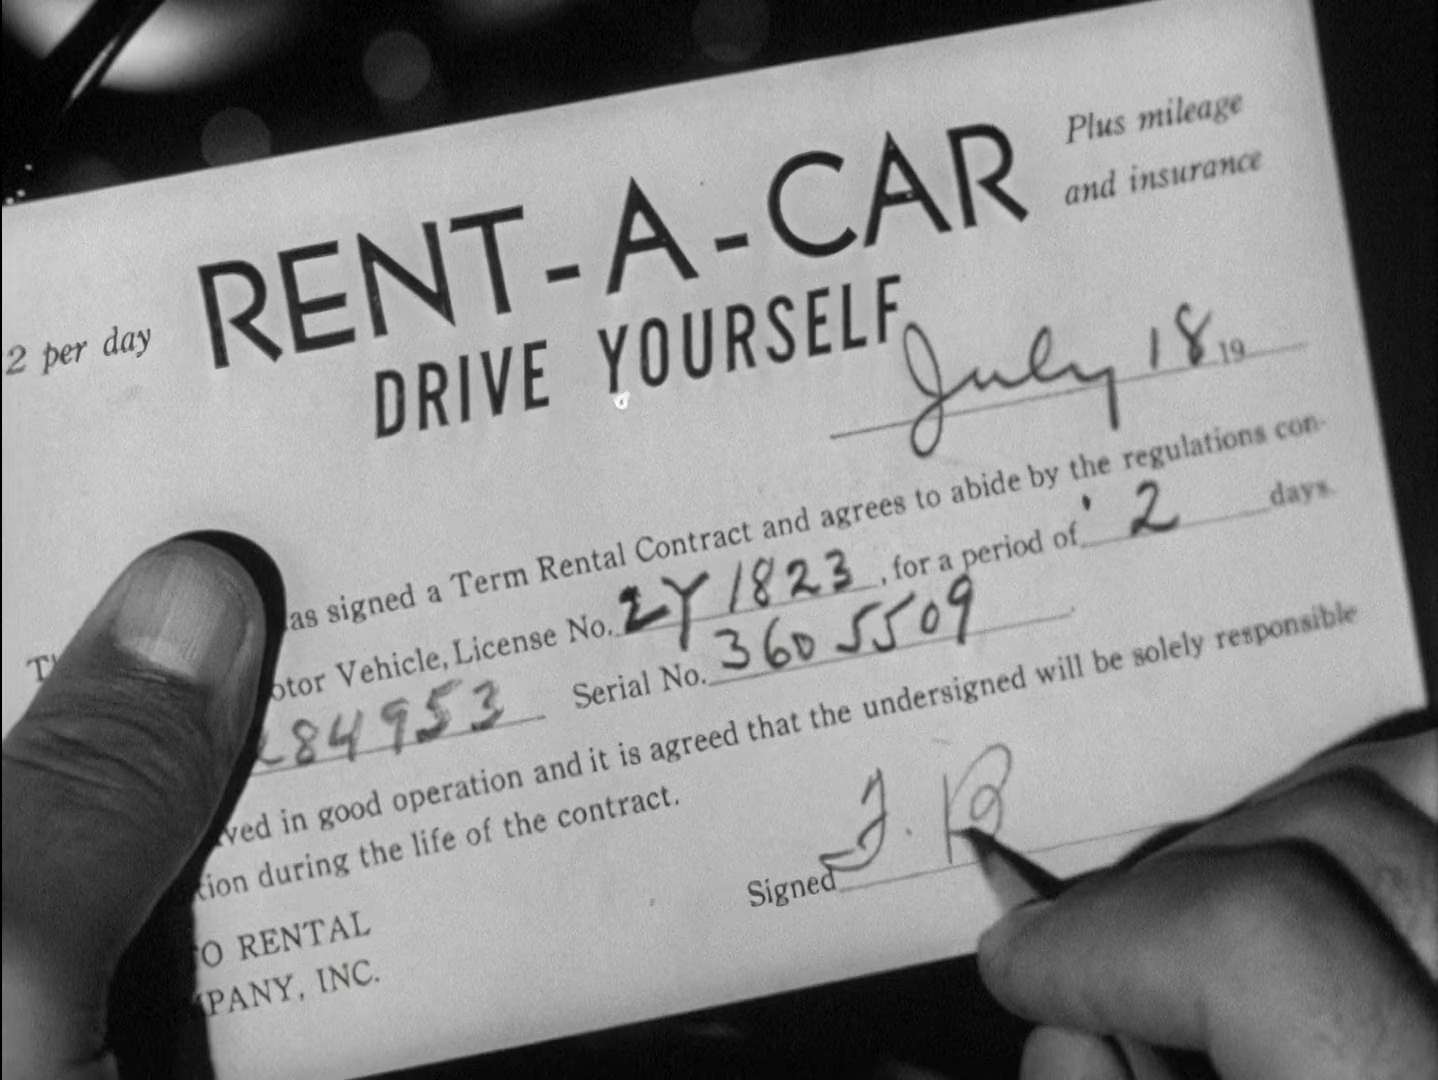 Plus mileage
and insurance
RENT-A-CAR
2 per day
DRIVE YOURSELF
July 18 19
as signed a Term Rental Contract and agrees to abide by the regulations con-
otor Vehicle, License No. 2Y 1823, for a period of 2 days.
84953 Serial No. 3605509
ved in good operation and it is agreed that the undersigned will be solely responsible
tion during the life of the contract.
Signed J. B
O RENTAL
PANY, INC.